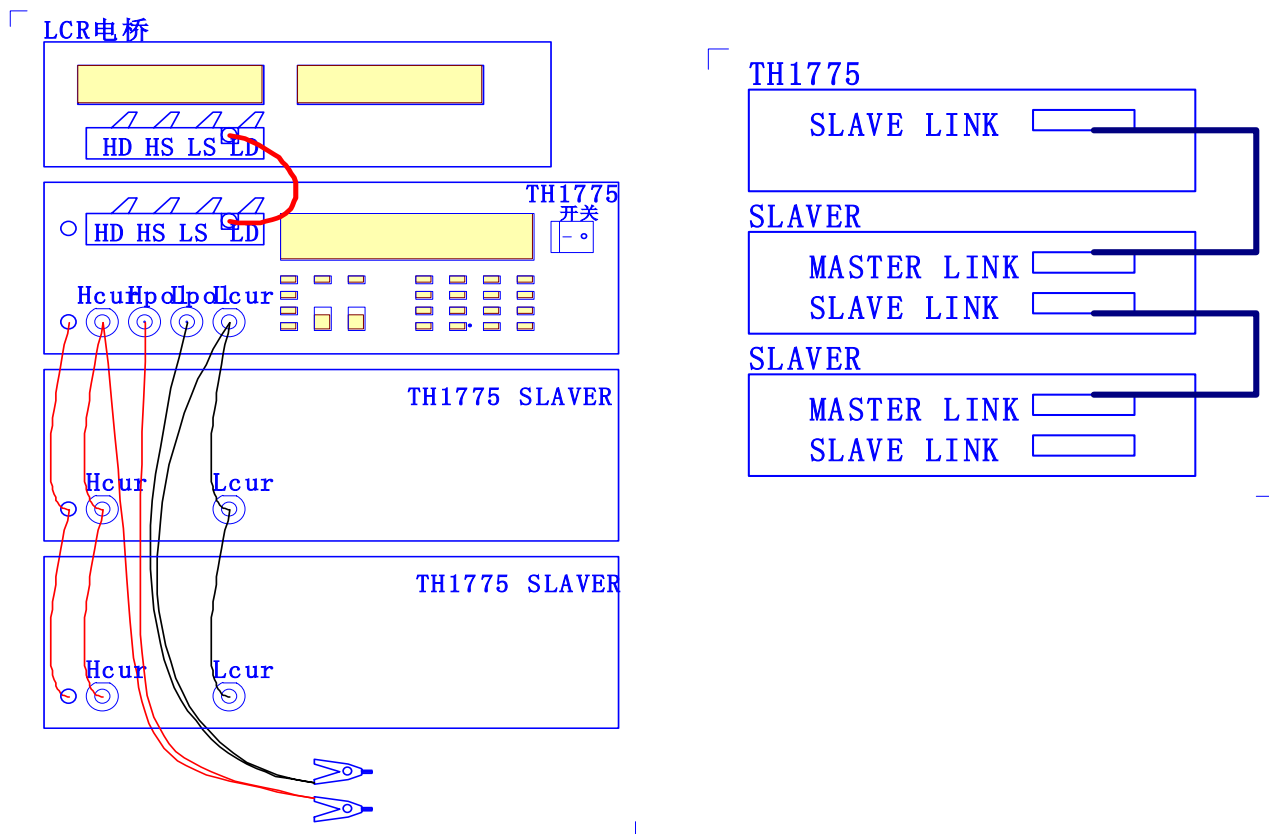 LCR电桥
HD HS LS LD
TH1775
开关
HD HS LS LD
Hcur Hpol Lpol Lcur
TH1775 SLAVER
Hcur Lcur
TH1775 SLAVER
Hcur Lcur
TH1775
SLAVE LINK
SLAVER
MASTER LINK
SLAVE LINK
SLAVER
MASTER LINK
SLAVE LINK